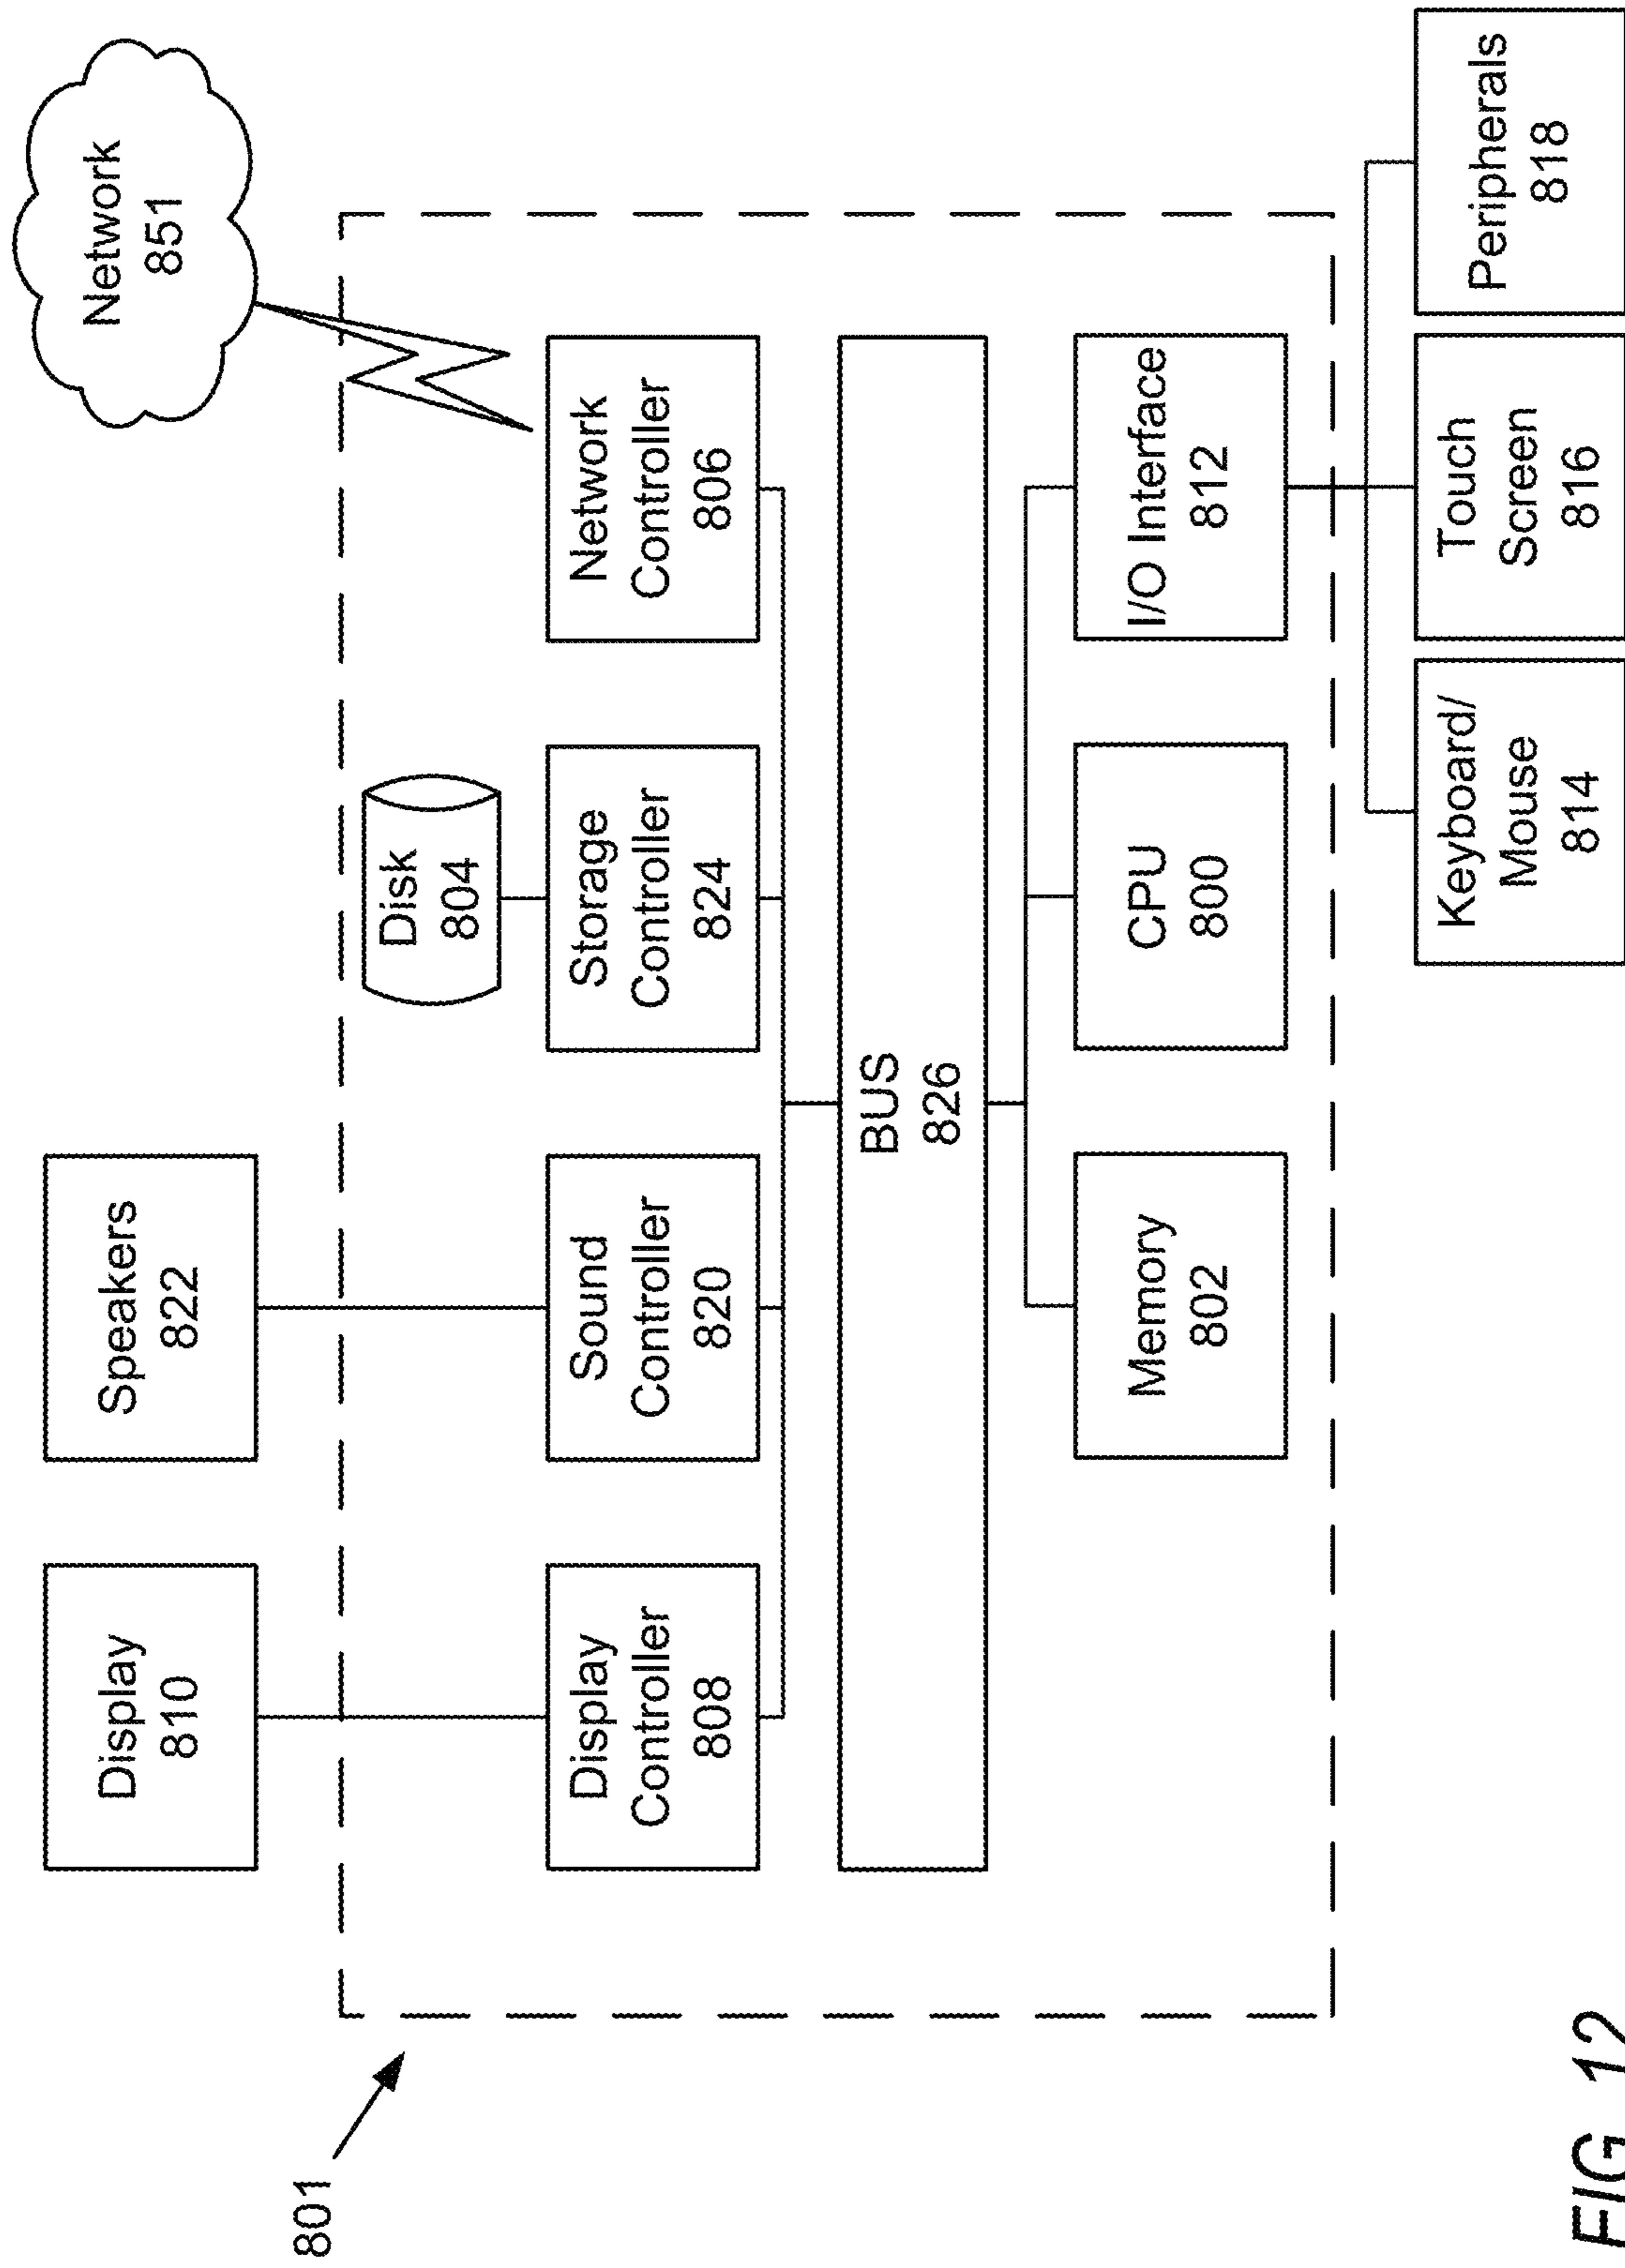 801
Display
810
Speakers
822
Network
851
Disk
804
Display
Controller
808
Sound
Controller
820
Storage
Controller
824
Network
Controller
806
BUS
826
Memory
802
CPU
800
I/O Interface
812
Keyboard/
Mouse
814
Touch
Screen
816
Peripherals
818
FIG 12